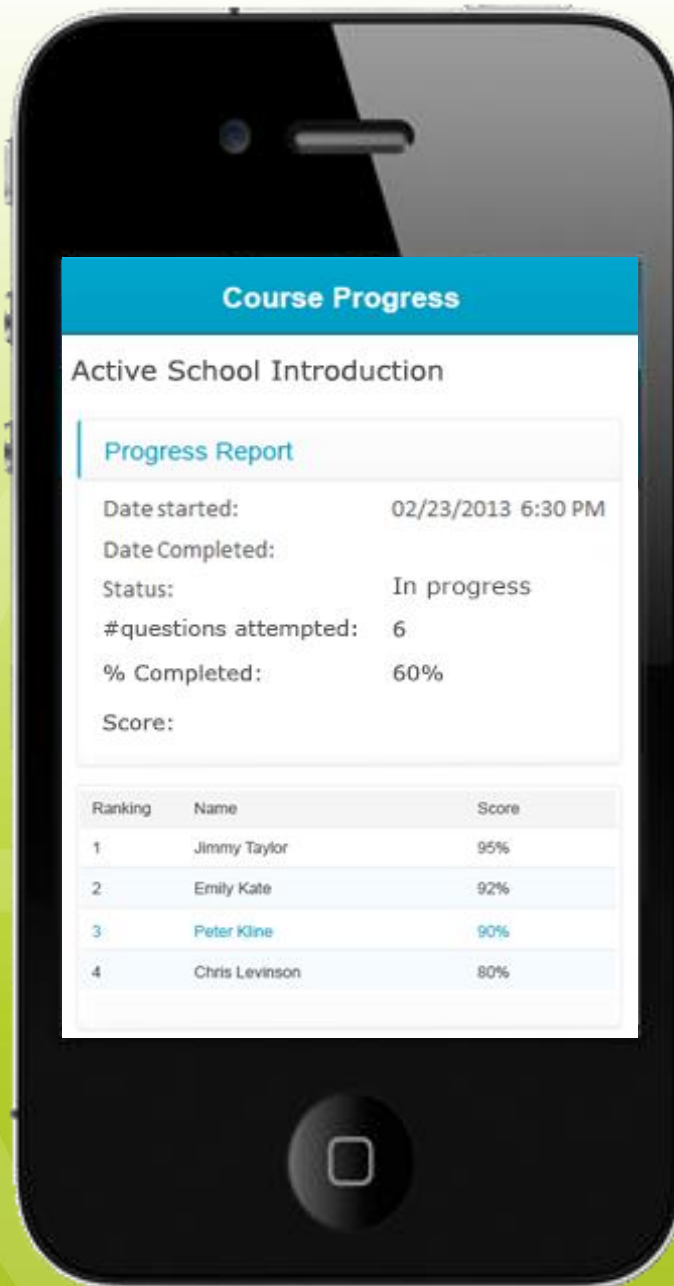 Course Progress
Active School Introduction
Progress Report
Date started: 02/23/2013 6:30 PM
Date Completed:
Status: In progress
#questions attempted: 6
% Completed: 60%
Score:
Ranking Name Score
1 Jimmy Taylor 95%
2 Emily Kate 92%
3 Peter Kline 90%
4 Chris Levinson 80%